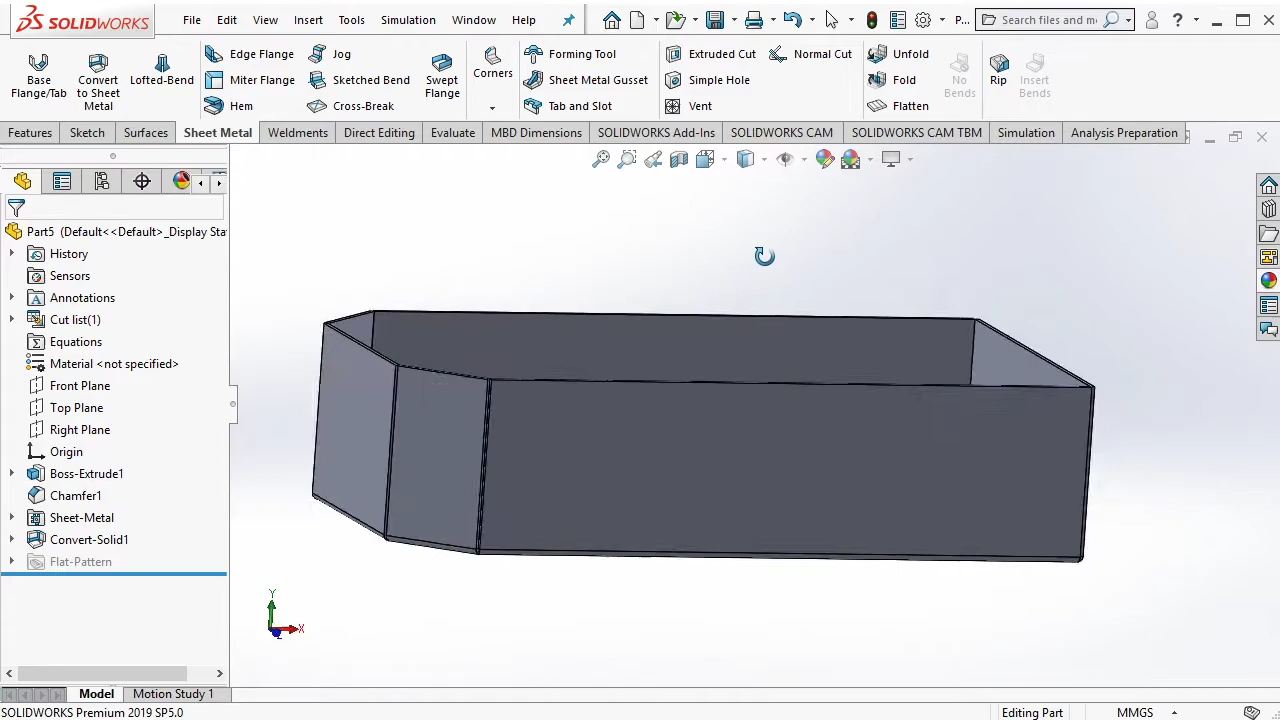 SOLIDWORKS File Edit View Insert Tools Simulation Window Help P... Search files and m
Base Flange/Tab
Convert to Sheet Metal
Lofted-Bend
Edge Flange
Miter Flange
Hem
Jog
Sketched Bend
Cross-Break
Swept Flange
Corners
Forming Tool
Sheet Metal Gusset
Tab and Slot
Extruded Cut
Simple Hole
Vent
Normal Cut
Unfold
Fold
Flatten
No Bends
Rip
Insert Bends
Features Sketch Surfaces Sheet Metal Weldments Direct Editing Evaluate MBD Dimensions SOLIDWORKS Add-Ins SOLIDWORKS CAM SOLIDWORKS CAM TBM Simulation Analysis Preparation
Part5 (Default<<Default>_Display Sta
History
Sensors
Annotations
Cut list(1)
Equations
Material <not specified>
Front Plane
Top Plane
Right Plane
Origin
Boss-Extrude1
Chamfer1
Sheet-Metal
Convert-Solid1
Flat-Pattern
Y
X
Z
Model Motion Study 1
SOLIDWORKS Premium 2019 SP5.0 Editing Part MMGS